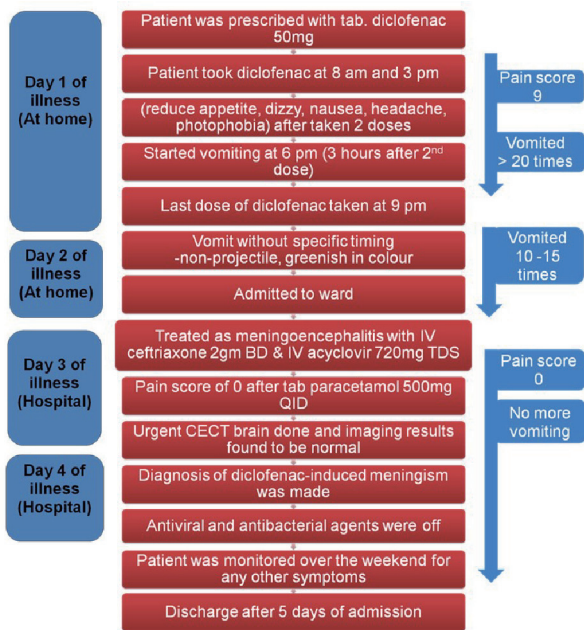 Day 1 of
illness
(At home)
Patient was prescribed with tab. diclofenac
50mg
Patient took diclofenac at 8 am and 3 pm
(reduce appetite, dizzy, nausea, headache,
photophobia) after taken 2 doses
Started vomiting at 6 pm (3 hours after 2nd
dose)
Last dose of diclofenac taken at 9 pm
Pain score
9
Vomited
> 20 times
Day 2 of
illness
(At home)
Vomit without specific timing
-non-projectile, greenish in colour
Admitted to ward
Vomited
10 -15
times
Day 3 of
illness
(Hospital)
Treated as meningoencephalitis with IV
ceftriaxone 2gm BD & IV acyclovir 720mg TDS
Pain score of 0 after tab paracetamol 500mg
QID
Urgent CECT brain done and imaging results
found to be normal
Pain score
0
No more
vomiting
Day 4 of
illness
(Hospital)
Diagnosis of diclofenac-induced meningism
was made
Antiviral and antibacterial agents were off
Patient was monitored over the weekend for
any other symptoms
Discharge after 5 days of admission